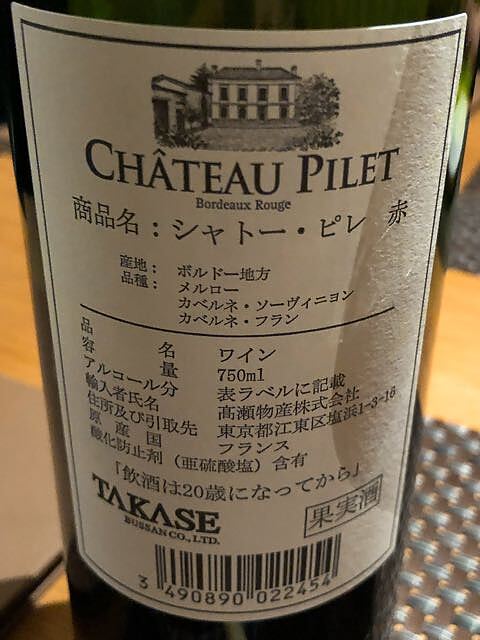 CHÂTEAU PILET
Bordeaux Rouge
商品名：シャトー・ピレ　赤
産地：ボルドー地方
品種：メルロー
カベルネ・ソーヴィニヨン
カベルネ・フラン
品名　ワイン
容量　750ml
アルコール分　表ラベルに記載
輸入者氏名　高瀬物産株式会社
住所及び引取先　東京都江東区塩浜1-3-16
原産国　フランス
酸化防止剤（亜硫酸塩）含有
「飲酒は20歳になってから」
TAKASE
BUSSAN CO., LTD.
果実酒
3 490890 022454